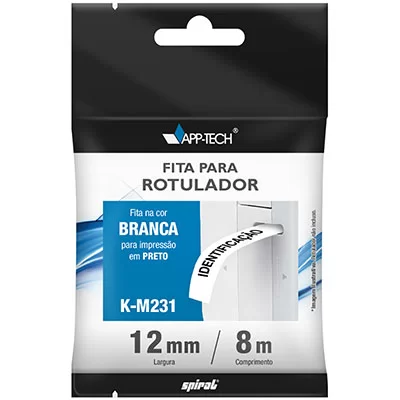 APP-TECH®
FITA PARA
ROTULADOR
Fita na cor
BRANCA
para impressão
em PRETO
K-M231
IDENTIFICAÇÃO
12mm / 8m
Largura Comprimento
spiral®